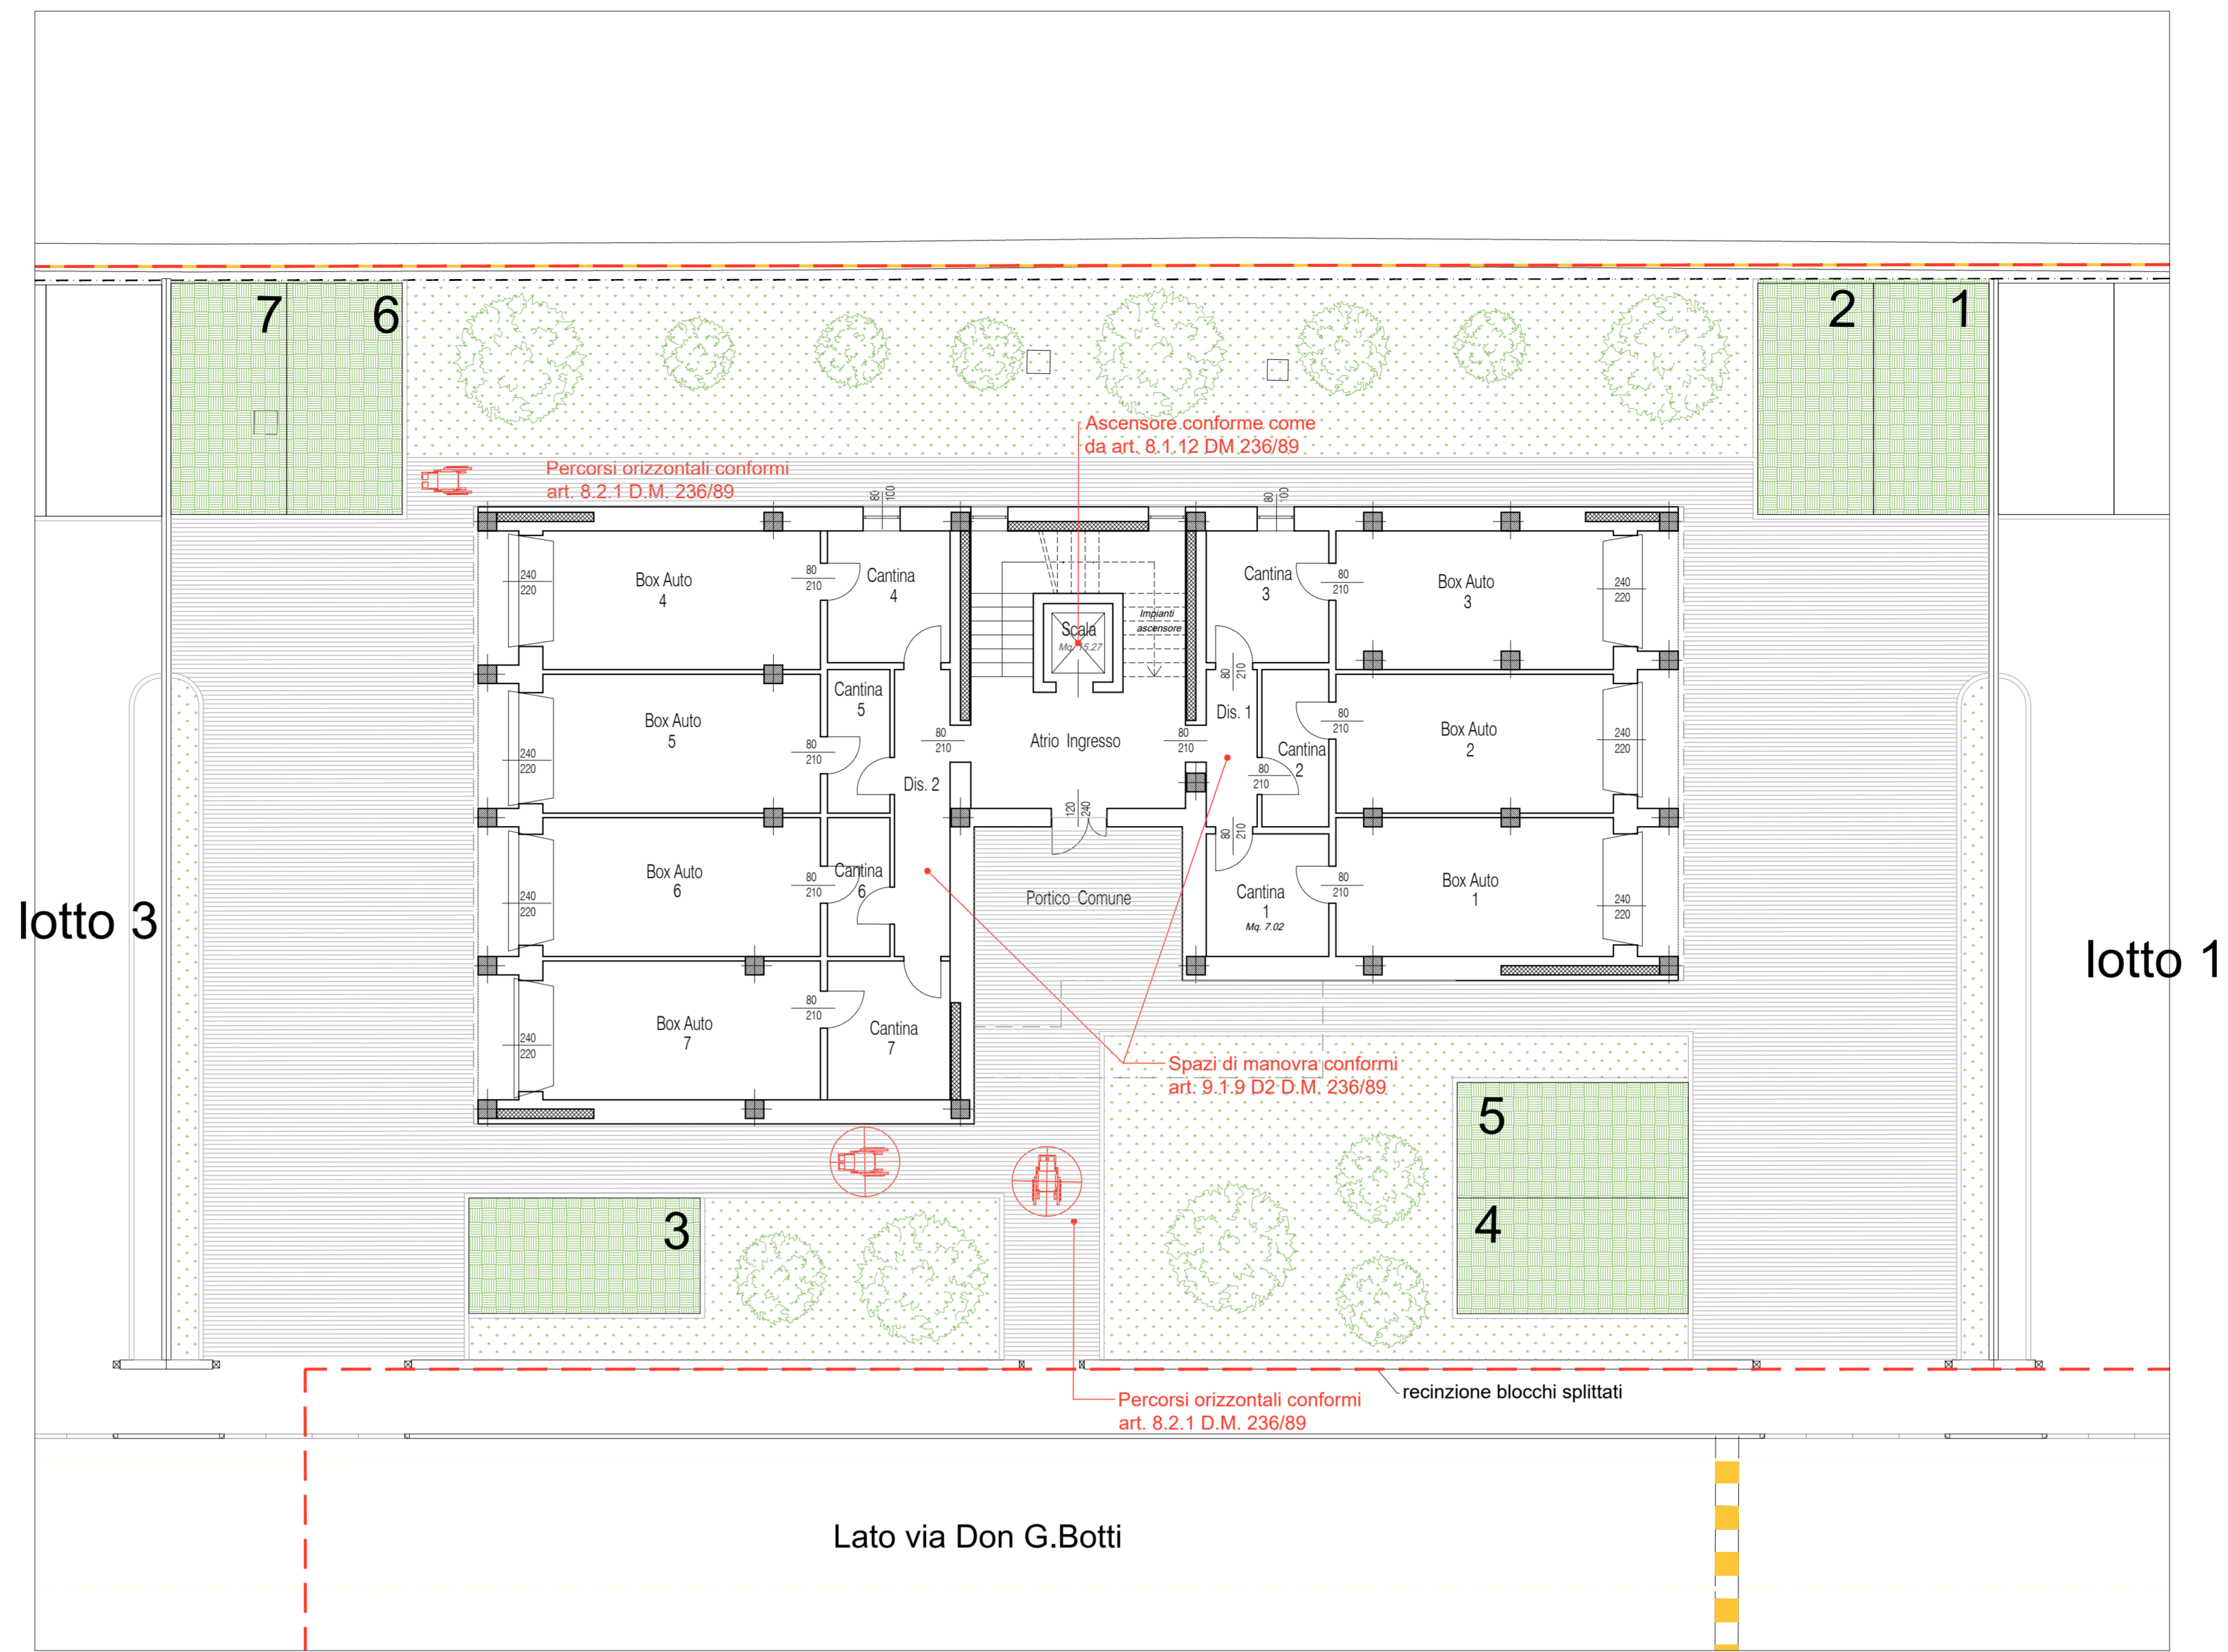 7
6
2
1
Ascensore conforme come
da art. 8.1.12 DM 236/89
Percorsi orizzontali conformi
art. 8.2.1 D.M. 236/89
80
100
80
100
240
220
Box Auto
4
80
210
Cantina
4
Scala
Mq. 15.27
Impianti
ascensore
Cantina
3
80
210
Box Auto
3
240
220
240
220
Box Auto
5
80
210
Cantina
5
80
210
Dis. 2
Atrio Ingresso
80
210
Dis. 1
80
210
80
210
Cantina
2
80
210
Box Auto
2
240
220
120
240
240
220
Box Auto
6
80
210
Cantina
6
Portico Comune
80
210
Cantina
1
Mq. 7.02
80
210
Box Auto
1
240
220
lotto 3
lotto 1
240
220
Box Auto
7
80
210
Cantina
7
Spazi di manovra conformi
art. 9.1.9 D2 D.M. 236/89
5
4
3
recinzione blocchi splittati
Percorsi orizzontali conformi
art. 8.2.1 D.M. 236/89
Lato via Don G.Botti